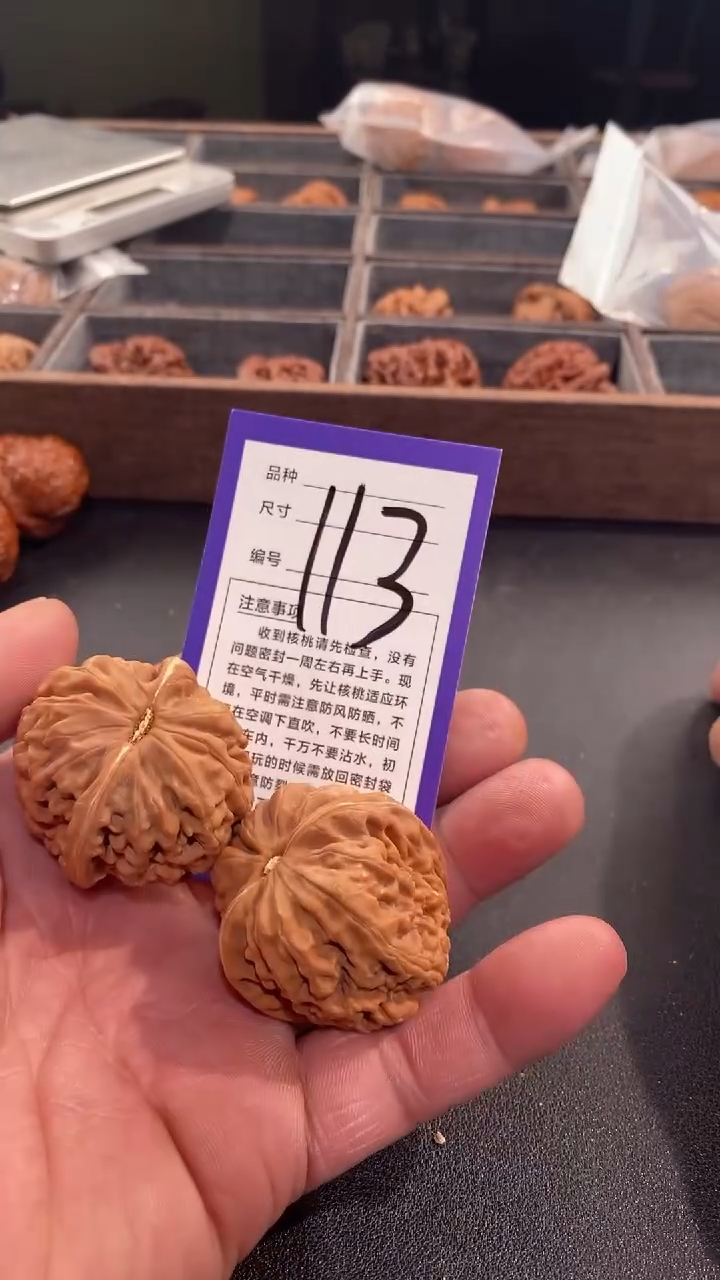 品种
尺寸
编号
113
注意事项
收到核桃请先检查，没有
问题密封一周左右再上手。现
在空气干燥，先让核桃适应环
境，平时需注意防风防晒，不
在空调下直吹，不要长时间
车内，千万不要沾水，初
玩的时候需放回密封袋
意防裂